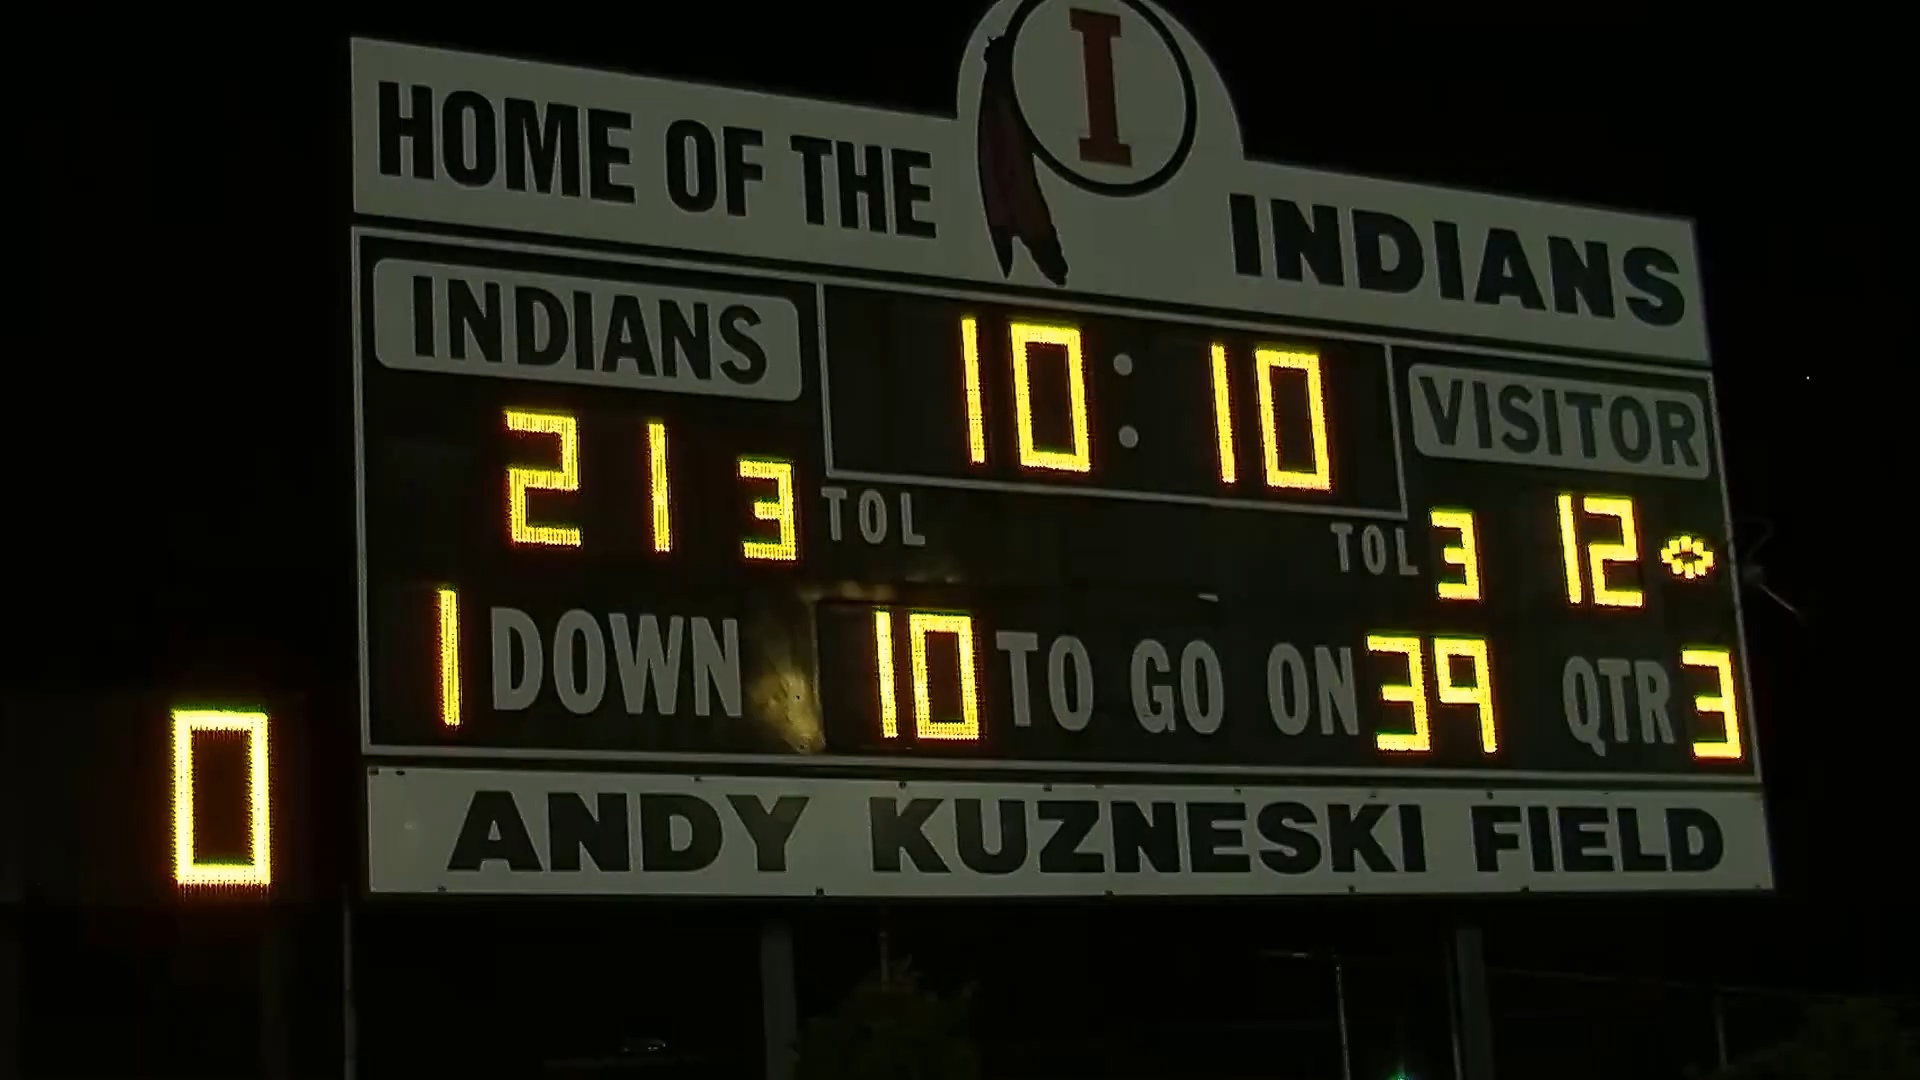 I
HOME OF THE INDIANS
INDIANS 10:10 VISITOR
21 3 TOL TOL 3 12
1 DOWN 10 TO GO ON 39 QTR 3
0
ANDY KUZNESKI FIELD